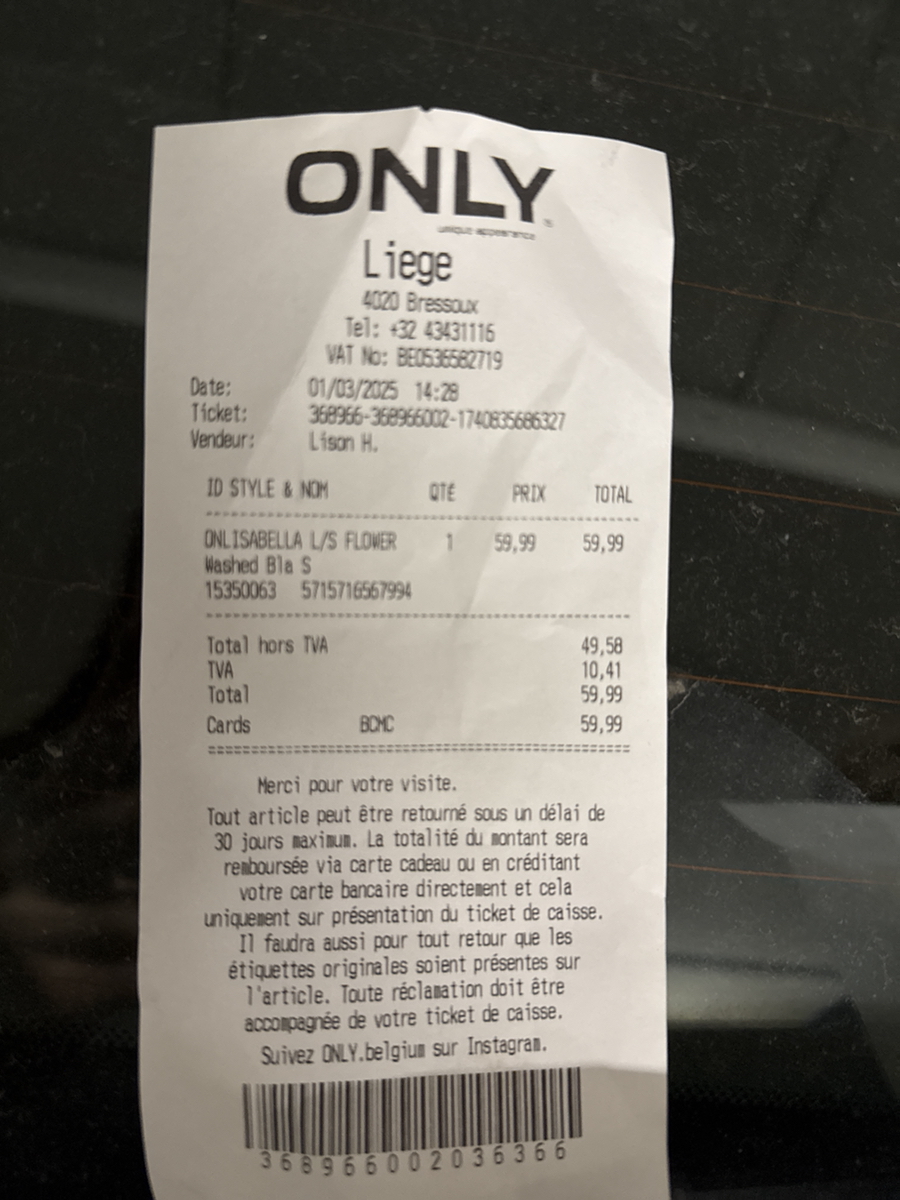 ONLY
unique appearance
Liege
4020 Bressoux
Tel: +32 43431116
VAT No: BE0536582719
Date: 01/03/2025 14:28
Ticket: 368966-368966002-1740835686327
Vendeur: Lison H.
ID STYLE & NOM QTÉ PRIX TOTAL
ONLISABELLA L/S FLOWER 1 59,99 59,99
Washed Bla S
15350063 5715716567994
Total hors TVA 49,58
TVA 10,41
Total 59,99
Cards BCMC 59,99
Merci pour votre visite.
Tout article peut être retourné sous un délai de
30 jours maximum. La totalité du montant sera
remboursée via carte cadeau ou en créditant
votre carte bancaire directement et cela
uniquement sur présentation du ticket de caisse.
Il faudra aussi pour tout retour que les
étiquettes originales soient présentes sur
l'article. Toute réclamation doit être
accompagnée de votre ticket de caisse.
Suivez ONLY.belgium sur Instagram.
368966002036366